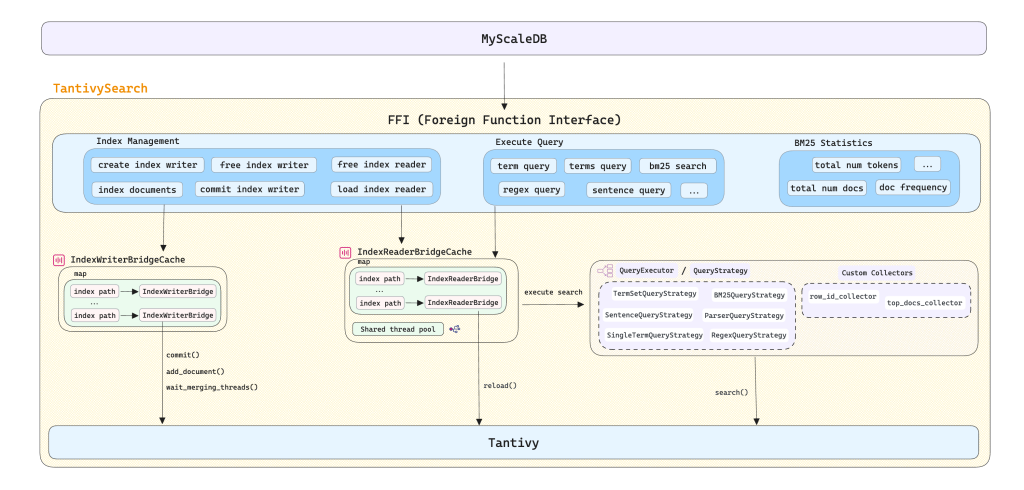 MyScaleDB
TantivySearch
FFI (Foreign Function Interface)
Index Management
create index writer
free index writer
free index reader
index documents
commit index writer
load index reader
Execute Query
term query
terms query
bm25 search
regex query
sentence query
...
BM25 Statistics
total num tokens
...
total num docs
doc frequency
IndexWriterBridgeCache
map
index path
IndexWriterBridge
...
index path
IndexWriterBridge
IndexReaderBridgeCache
map
index path
IndexReaderBridge
...
index path
IndexReaderBridge
Shared thread pool
execute search
QueryExecutor / QueryStrategy
TermSetQueryStrategy
BM25QueryStrategy
SentenceQueryStrategy
ParserQueryStrategy
SingleTermQueryStrategy
RegexQueryStrategy
Custom Collectors
row_id_collector
top_docs_collector
commit()
add_document()
wait_merging_threads()
reload()
search()
Tantivy